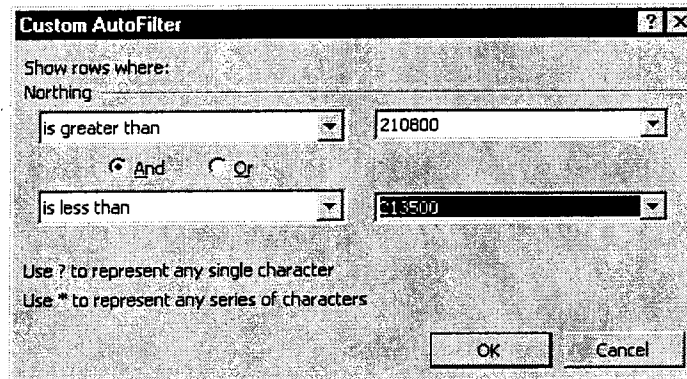 Custom AutoFilter ? ×
Show rows where:
Northing
is greater than 210800
And Or
is less than 213500
Use ? to represent any single character
Use * to represent any series of characters
OK Cancel